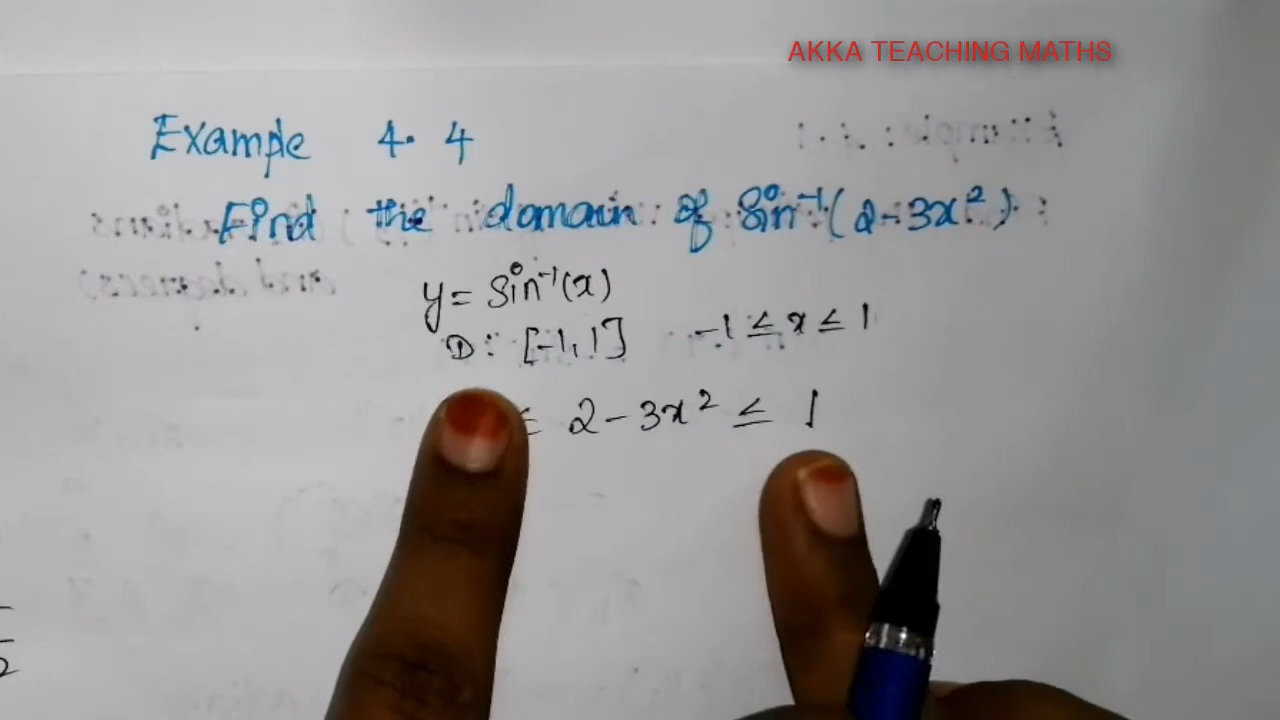 AKKA TEACHING MATHS
Example 4.4
Find the domain of Sin⁻¹(2-3x²).
y = Sin⁻¹(x)
D: [-1, 1] -1 ≤ x ≤ 1
≤ 2-3x² ≤ 1